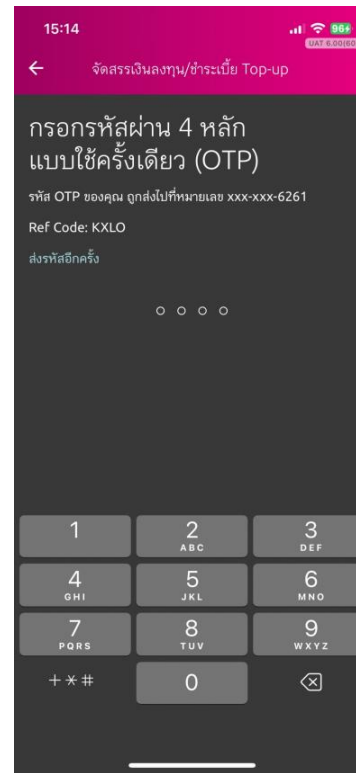 15:14
96
UAT 6.00(60
จัดสรรเงินลงทุน/ชำระเบี้ย Top-up
กรอกรหัสผ่าน 4 หลัก
แบบใช้ครั้งเดียว (OTP)
รหัส OTP ของคุณ ถูกส่งไปที่หมายเลข xxx-xxx-6261
Ref Code: KXLO
ส่งรหัสอีกครั้ง
1 2 3
ABC DEF
4 5 6
GHI JKL MNO
7 8 9
PQRS TUV WXYZ
+*# 0